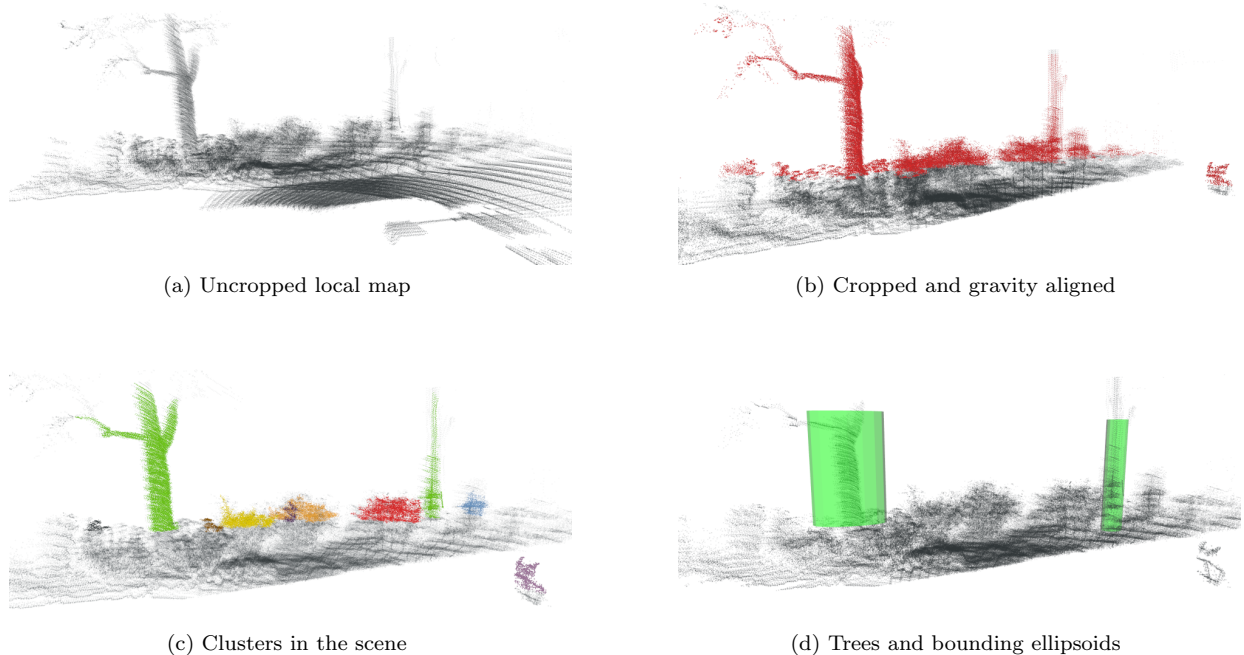 (a) Uncropped local map
(b) Cropped and gravity aligned
(c) Clusters in the scene
(d) Trees and bounding ellipsoids